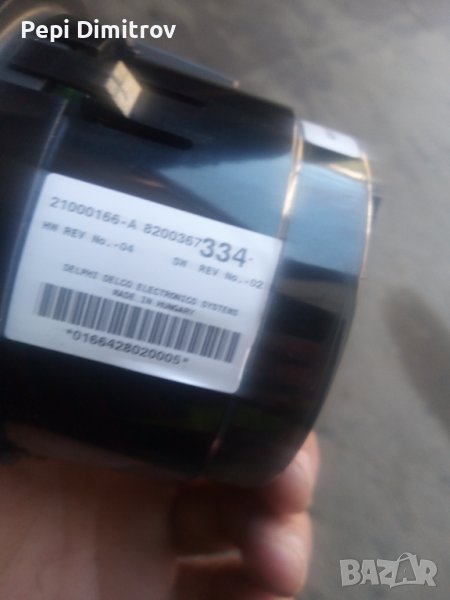 Pepi Dimitrov
21000166-A 8200367334-
HW REV No.-04 SW REV No.-02
DELPHI DELCO ELECTRONICS SYSTEMS
MADE IN HUNGARY
*0166428020005*
BAZAR